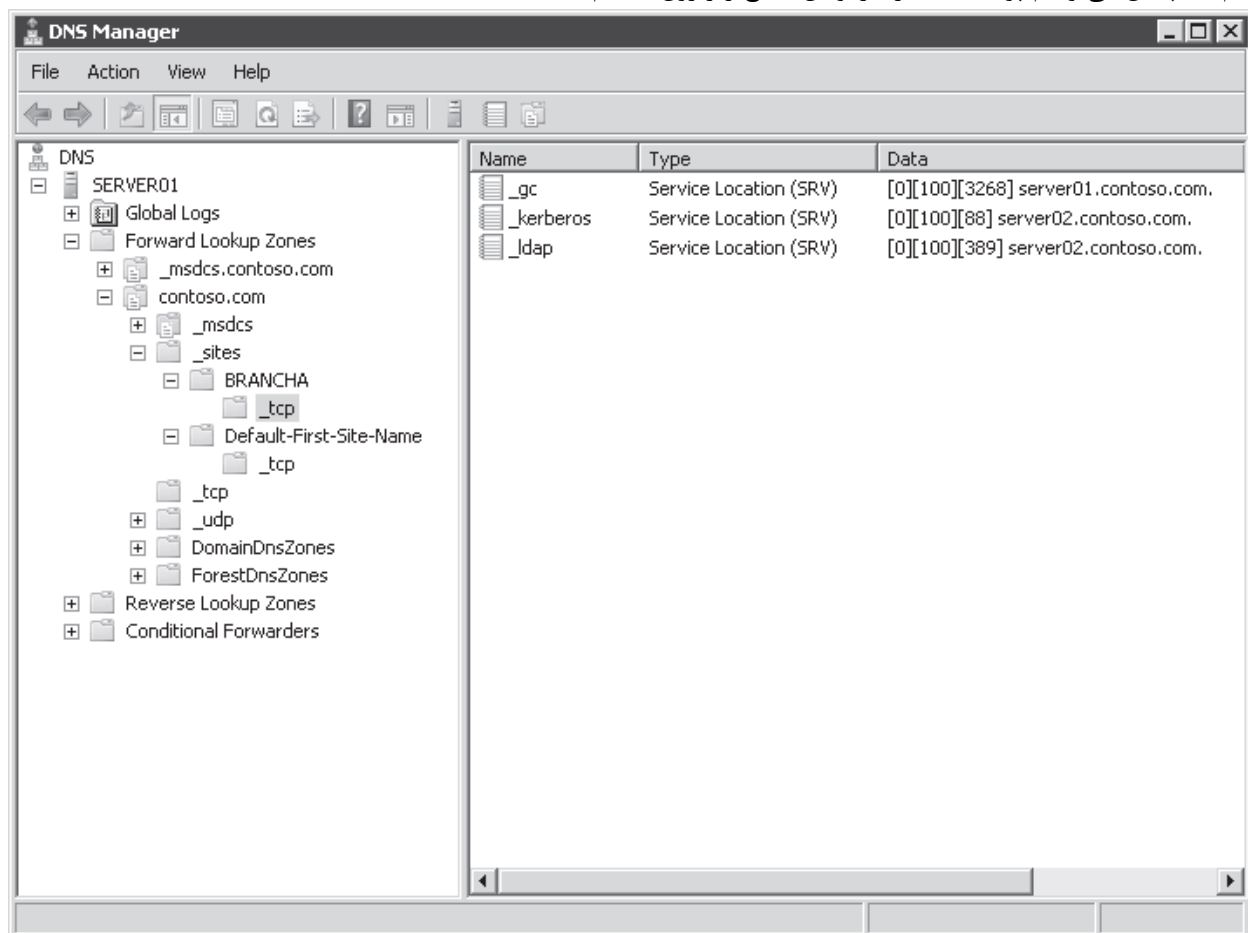 DNS Manager
File Action View Help
DNS
SERVER01
Global Logs
Forward Lookup Zones
_msdcs.contoso.com
contoso.com
_msdcs
_sites
BRANCHA
_tcp
Default-First-Site-Name
_tcp
_tcp
_udp
DomainDnsZones
ForestDnsZones
Reverse Lookup Zones
Conditional Forwarders
Name Type Data
_gc Service Location (SRV) [0][100][3268] server01.contoso.com.
_kerberos Service Location (SRV) [0][100][88] server02.contoso.com.
_ldap Service Location (SRV) [0][100][389] server02.contoso.com.